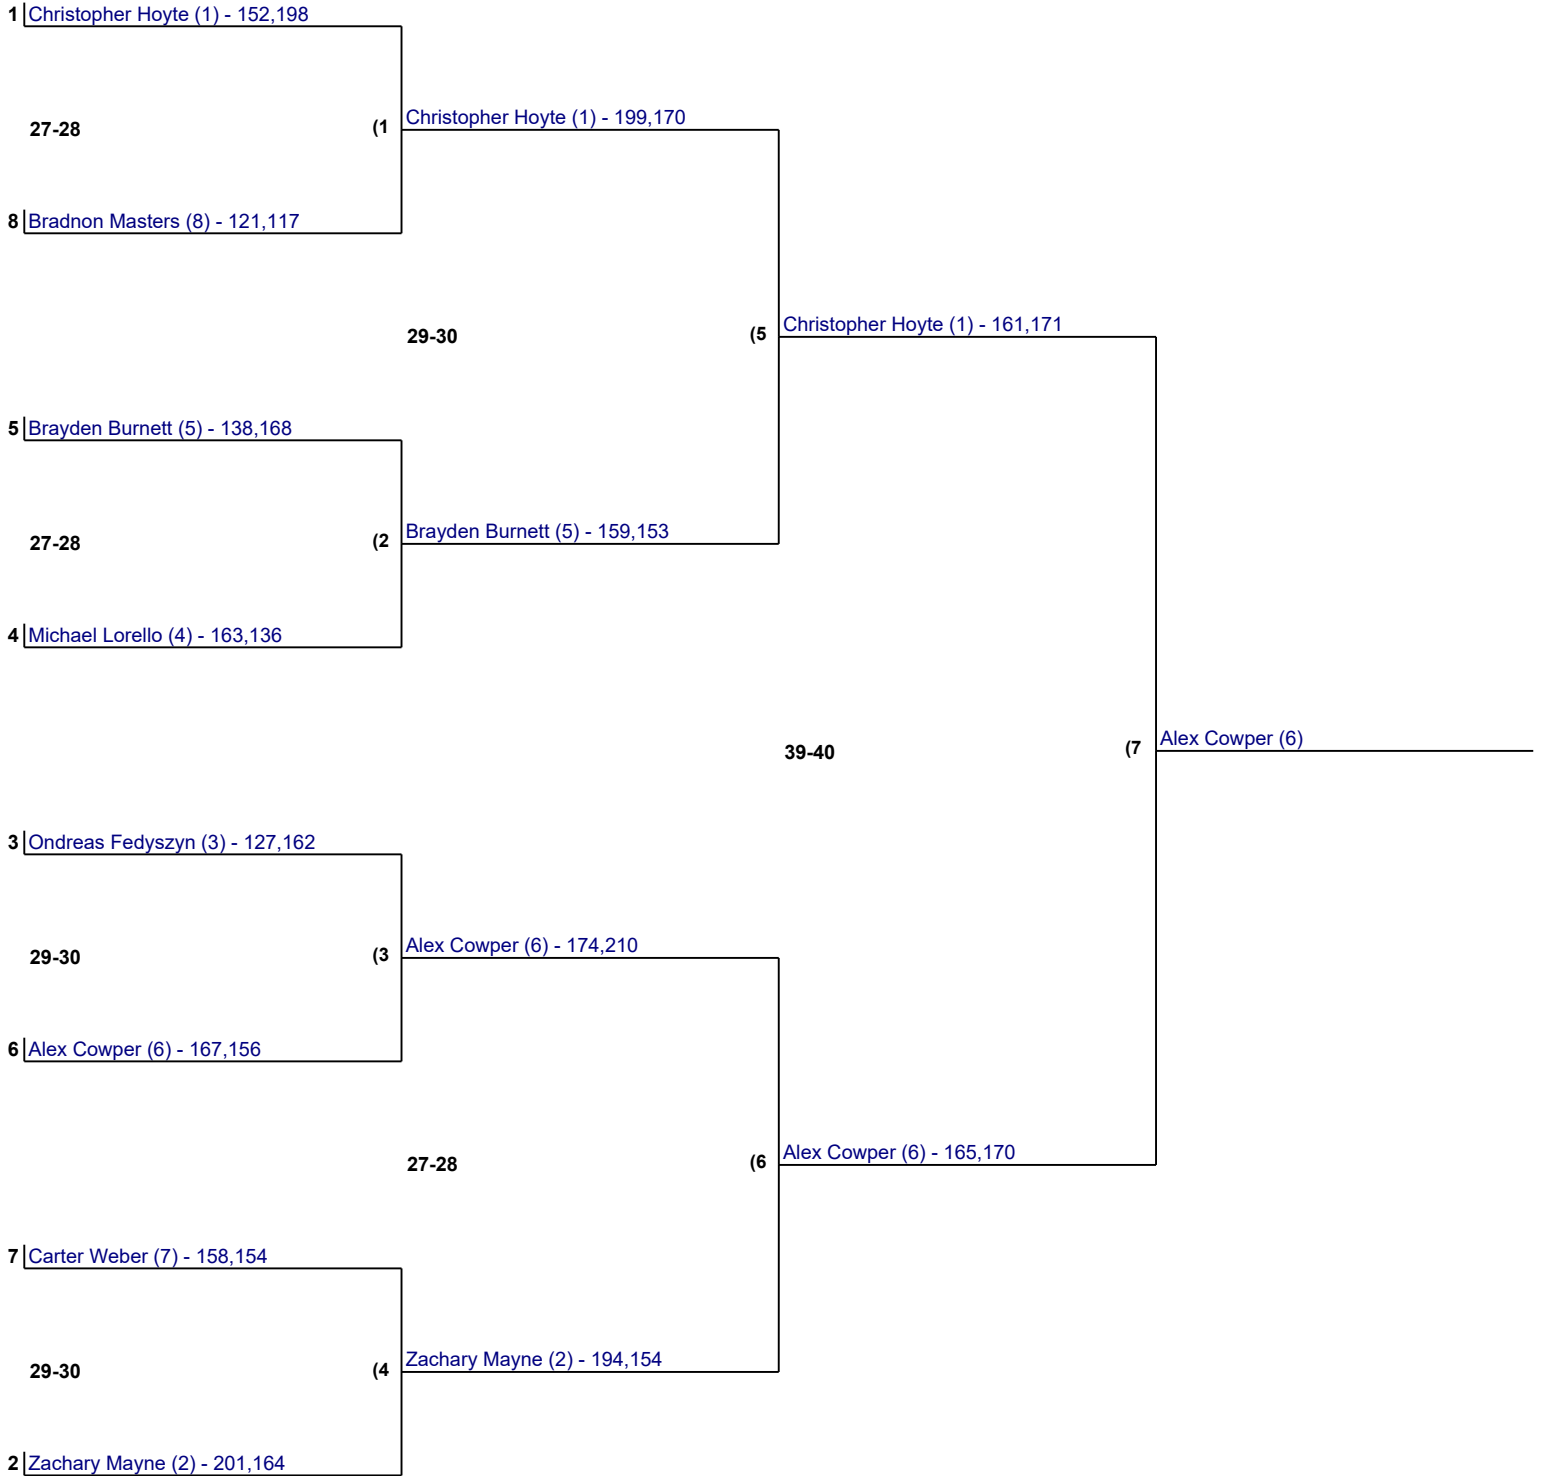 1 Christopher Hoyte (1) - 152,198
Christopher Hoyte (1) - 199,170
27-28 (1
8 Bradnon Masters (8) - 121,117
Christopher Hoyte (1) - 161,171
29-30 (5
5 Brayden Burnett (5) - 138,168
Brayden Burnett (5) - 159,153
27-28 (2
4 Michael Lorello (4) - 163,136
Alex Cowper (6)
39-40 (7
3 Ondreas Fedyszyn (3) - 127,162
Alex Cowper (6) - 174,210
29-30 (3
6 Alex Cowper (6) - 167,156
Alex Cowper (6) - 165,170
27-28 (6
7 Carter Weber (7) - 158,154
Zachary Mayne (2) - 194,154
29-30 (4
2 Zachary Mayne (2) - 201,164